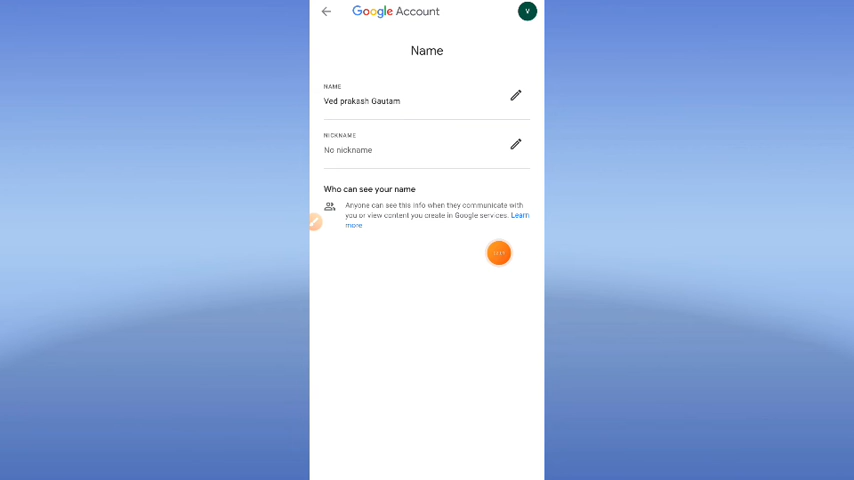 Google Account
V
Name
NAME
Ved prakash Gautam
NICKNAME
No nickname
Who can see your name
Anyone can see this info when they communicate with
you or view content you create in Google services. Learn
more